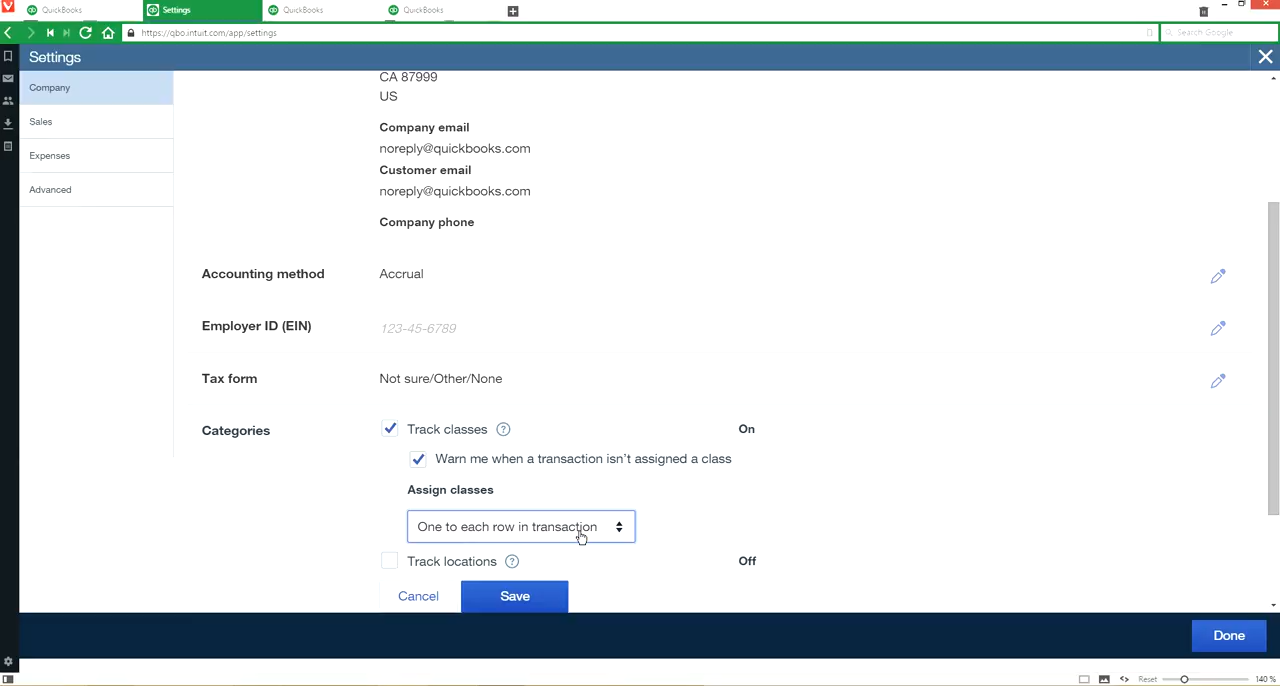 QuickBooks
Settings
QuickBooks
QuickBooks
https://qbo.intuit.com/app/settings
Search Google
Settings
Company
Sales
Expenses
Advanced
CA 87999
US
Company email
noreply@quickbooks.com
Customer email
noreply@quickbooks.com
Company phone
Accounting method
Accrual
Employer ID (EIN)
123-45-6789
Tax form
Not sure/Other/None
Categories
Track classes ?
On
Warn me when a transaction isn't assigned a class
Assign classes
One to each row in transaction
Track locations ?
Off
Cancel
Save
Done
Reset
140 %